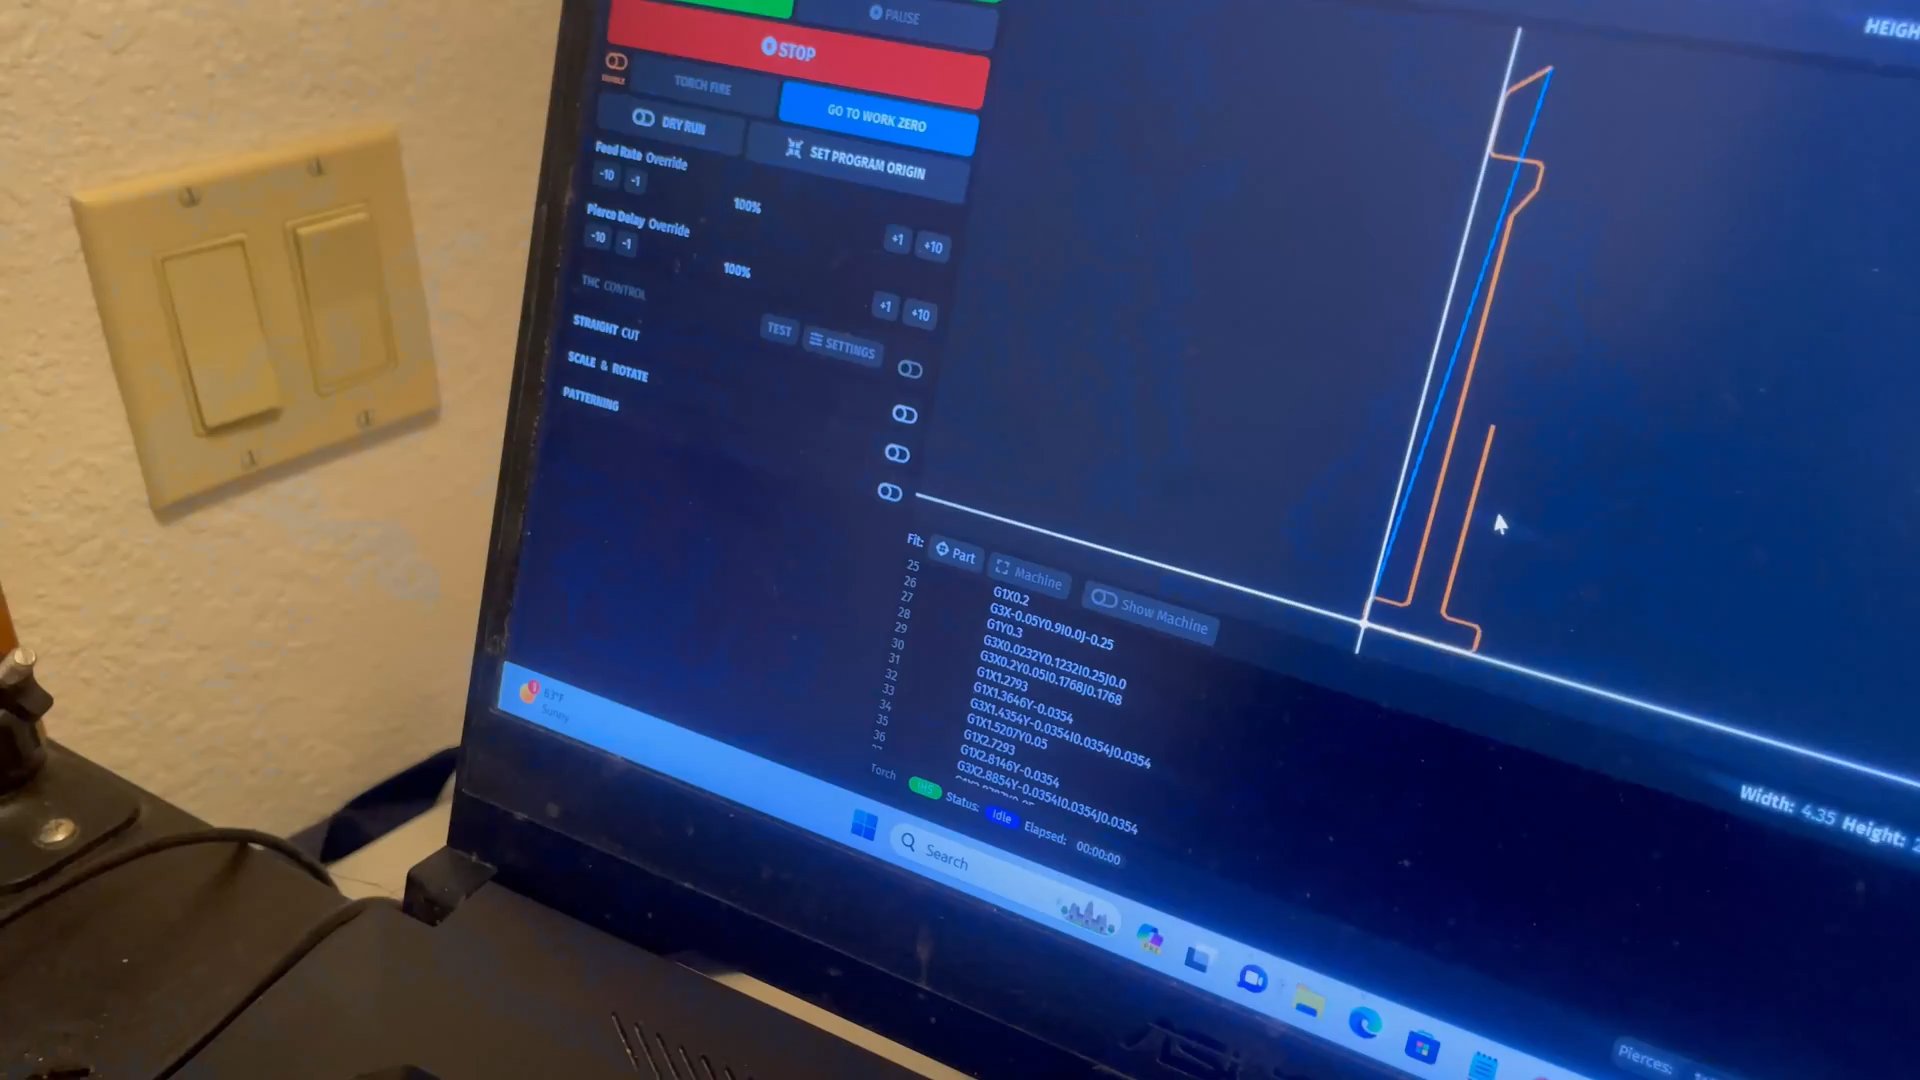 PAUSE
HEIGH
STOP
TORCH FIRE
GO TO WORK ZERO
DRY RUN
SET PROGRAM ORIGIN
Feed Rate Override
-10 -1
100%
+1 +10
Pierce Delay Override
-10 -1
100%
+1 +10
THC CONTROL
TEST
SETTINGS
STRAIGHT CUT
SCALE & ROTATE
PATTERNING
Fit: Part Machine Show Machine
25 G1X0.2
26 G3X-0.05Y0.9I0.0J-0.25
27 G1Y0.3
28 G3X0.0232Y0.1232I0.25J0.0
29 G3X0.2Y0.05I0.1768J0.1768
30 G1X1.2793
31 G1X1.3646Y-0.0354
32 G3X1.4354Y-0.0354I0.0354J0.0354
33 G1X1.5207Y0.05
34 G1X2.7293
35 G1X2.8146Y-0.0354
36 G3X2.8854Y-0.0354I0.0354J0.0354
Torch IHS Status: Idle Elapsed: 00:00:00
Width: 4.35 Height:
Pierces:
1
63°F
Sunny
Search
ASUS